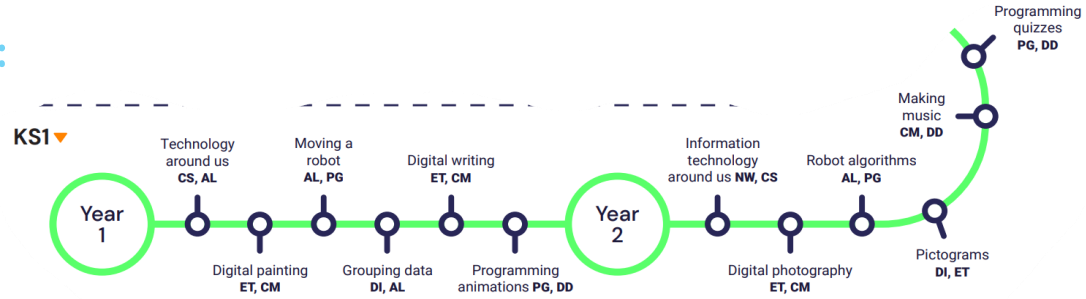 KS1
Year
1
Technology
around us
CS, AL
Digital painting
ET, CM
Moving a
robot
AL, PG
Grouping data
DI, AL
Digital writing
ET, CM
Programming
animations PG, DD
Year
2
Information
technology
around us NW, CS
Digital photography
ET, CM
Robot algorithms
AL, PG
Pictograms
DI, ET
Making
music
CM, DD
Programming
quizzes
PG, DD